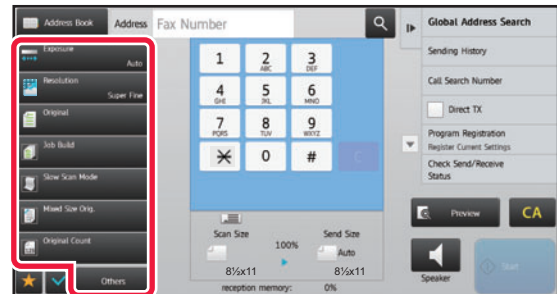 Address Book
Address
Fax Number
Global Address Search
Exposure
Auto
Resolution
Super Fine
Original
Job Build
Slow Scan Mode
Mixed Size Orig.
Original Count
Others
1
2
ABC
3
DEF
4
GHI
5
JKL
6
MNO
7
PQRS
8
TUV
9
WXYZ
0
#
C
Scan Size
100%
Send Size
Auto
8½x11
8½x11
reception memory: 0%
Sending History
Call Search Number
Direct TX
Program Registration
Register Current Settings
Check Send/Receive
Status
Preview
CA
Speaker
Start